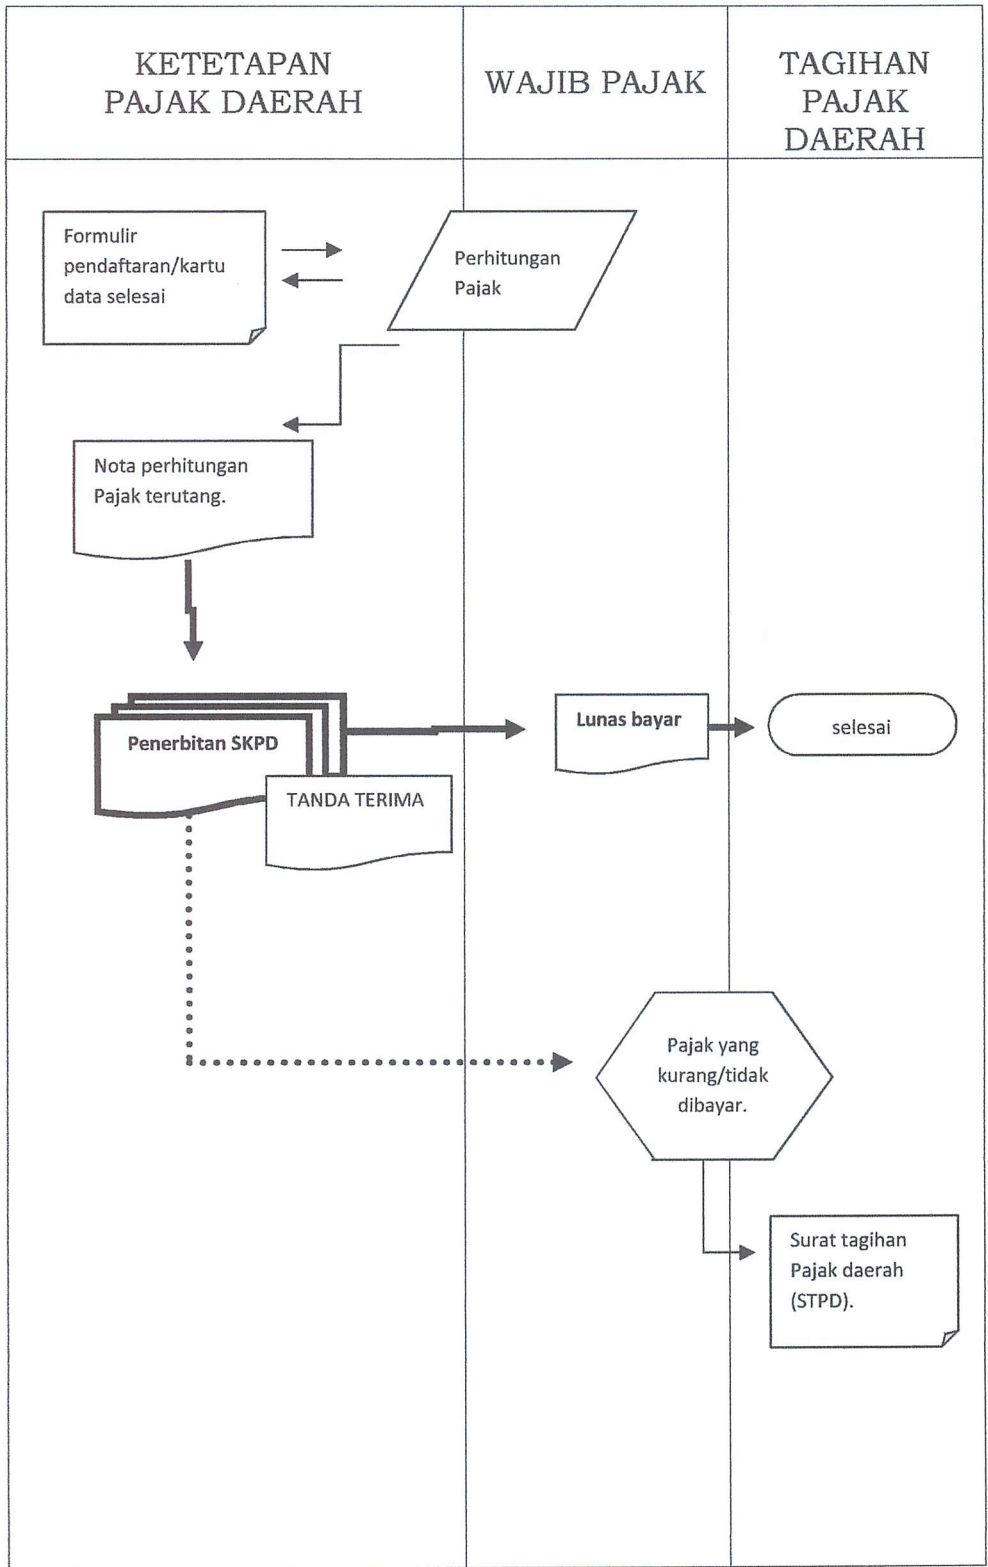 KETETAPAN
PAJAK DAERAH
WAJIB PAJAK
TAGIHAN
PAJAK
DAERAH
Formulir
pendaftaran/kartu
data selesai
Perhitungan
Pajak
Nota perhitungan
Pajak terutang.
Penerbitan SKPD
TANDA TERIMA
Lunas bayar
selesai
Pajak yang
kurang/tidak
dibayar.
Surat tagihan
Pajak daerah
(STPD).